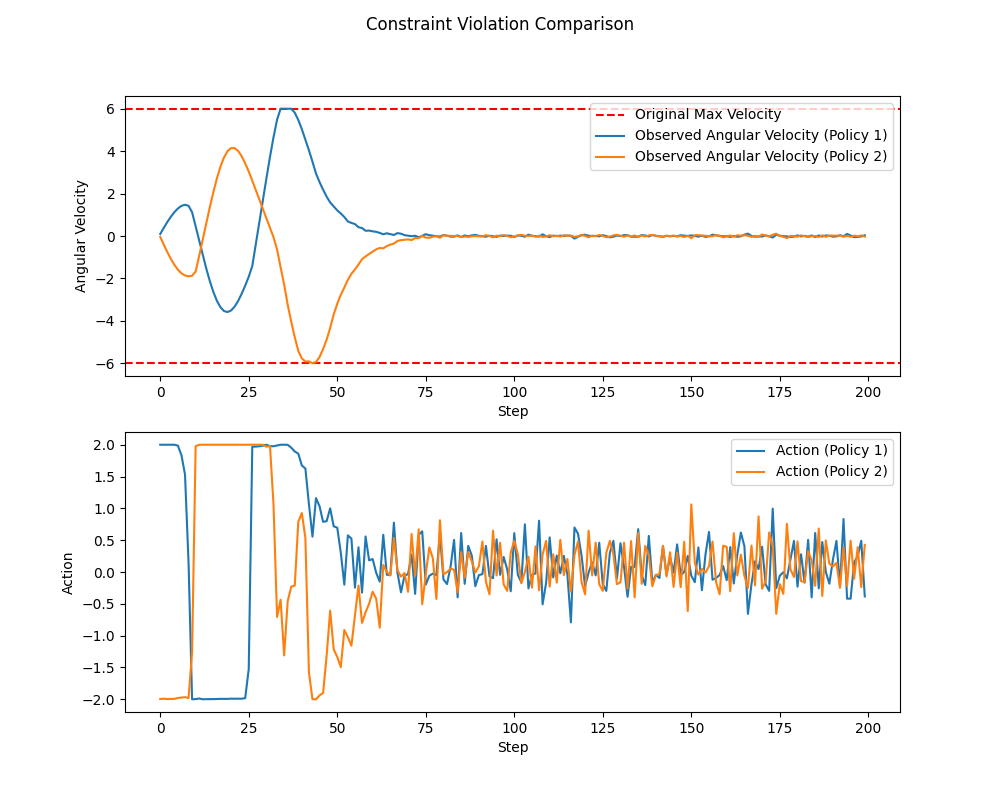 Constraint Violation Comparison
6
4
2
0
−2
−4
−6
Angular Velocity
Original Max Velocity
Observed Angular Velocity (Policy 1)
Observed Angular Velocity (Policy 2)
0 25 50 75 100 125 150 175 200
Step
2.0
1.5
1.0
0.5
0.0
−0.5
−1.0
−1.5
−2.0
Action
Action (Policy 1)
Action (Policy 2)
0 25 50 75 100 125 150 175 200
Step